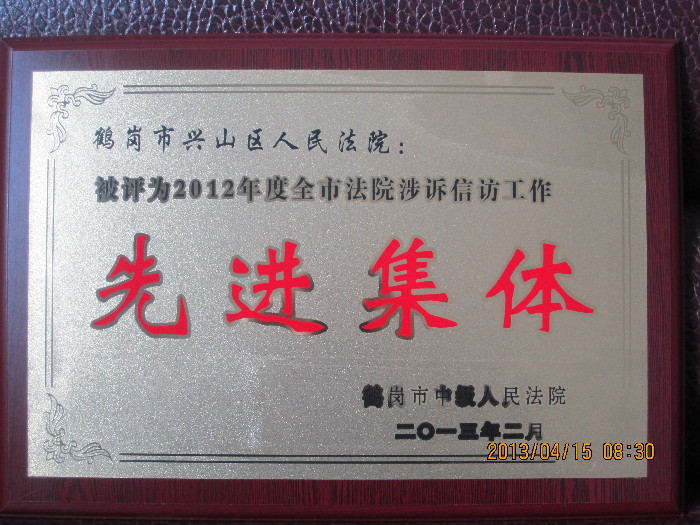 鹤岗市兴山区人民法院：
被评为2012年度全市法院涉诉信访工作
先进集体
鹤岗市中级人民法院
二〇一三年二月
2013/04/15 08:30